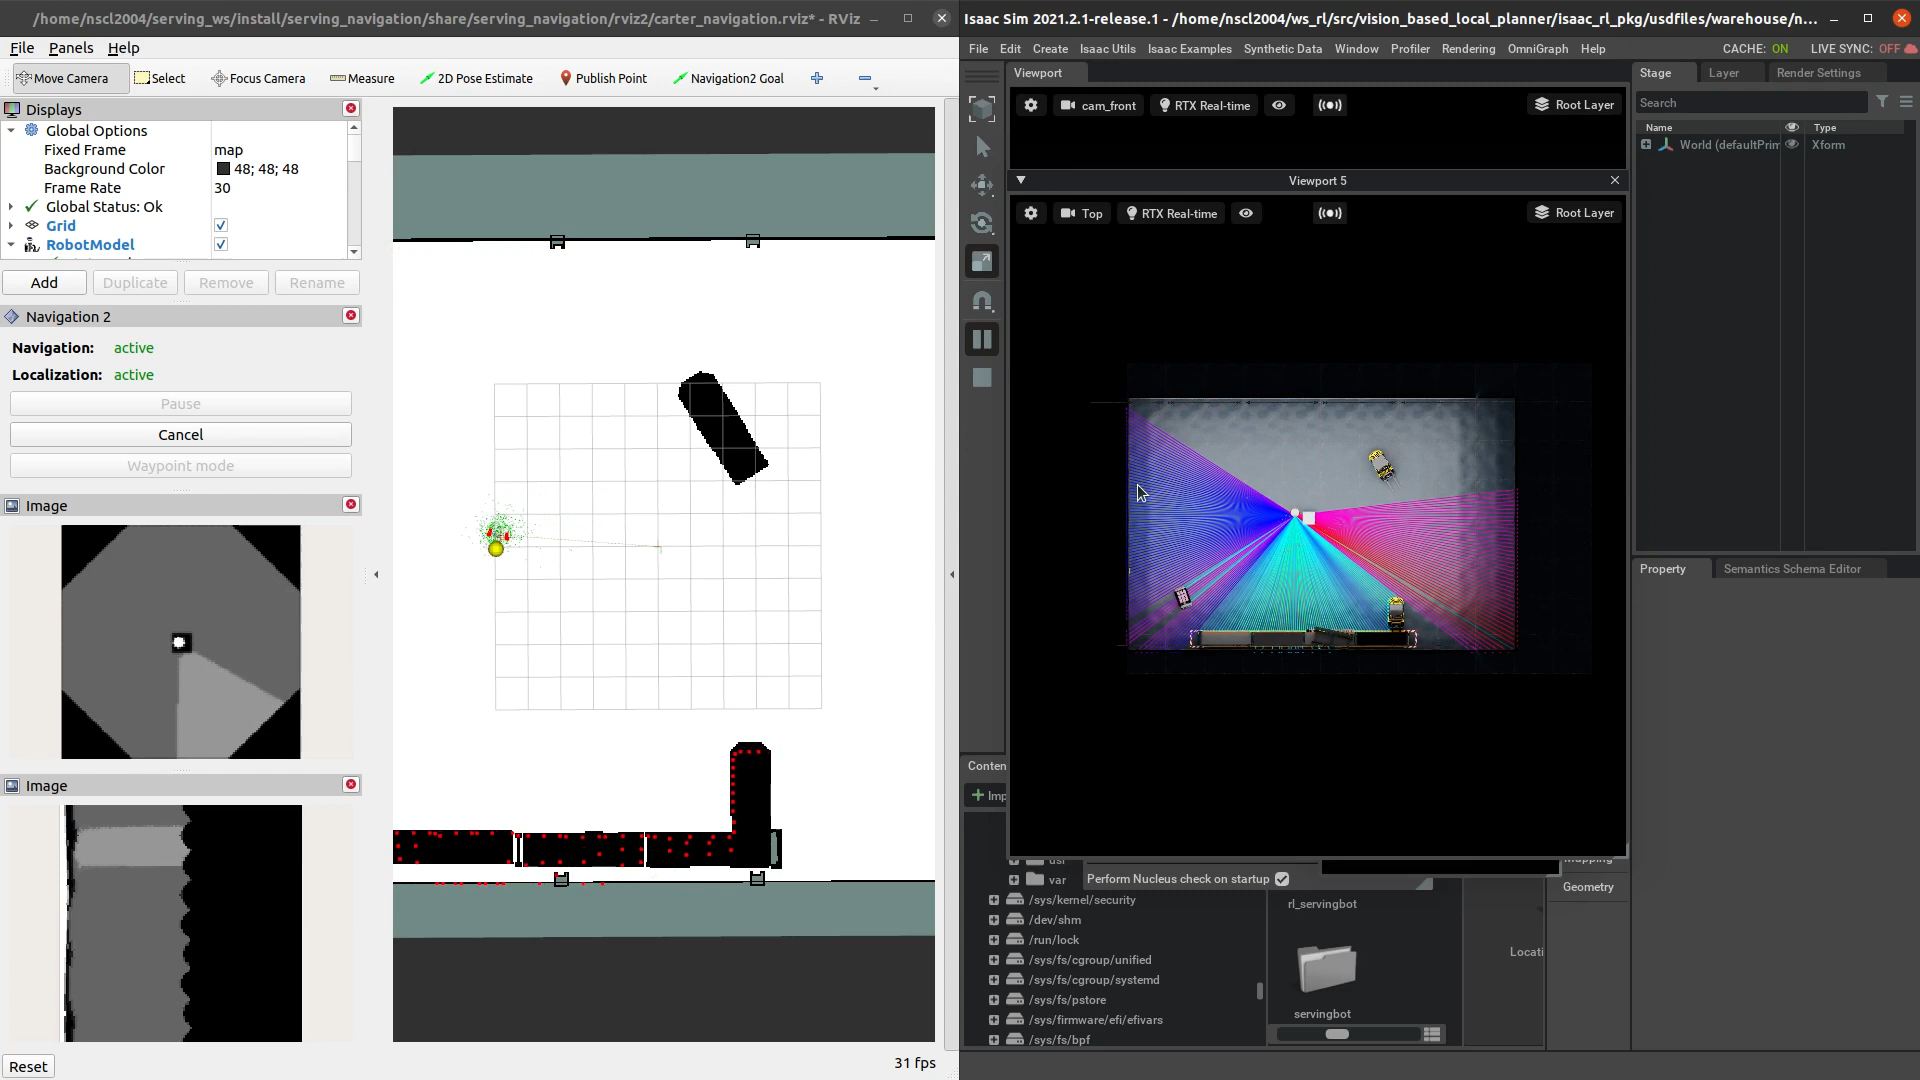 /home/nscl2004/serving_ws/install/serving_navigation/share/serving_navigation/rviz2/carter_navigation.rviz* - RViz
File Panels Help
Move Camera Select Focus Camera Measure 2D Pose Estimate Publish Point Navigation2 Goal
Displays
Global Options
Fixed Frame map
Background Color 48; 48; 48
Frame Rate 30
Global Status: Ok
Grid
RobotModel
Add Duplicate Remove Rename
Navigation 2
Navigation: active
Localization: active
Pause
Cancel
Waypoint mode
Image
Image
Reset
31 fps
Isaac Sim 2021.2.1-release.1 - /home/nscl2004/ws_rl/src/vision_based_local_planner/isaac_rl_pkg/usdfiles/warehouse/n...
File Edit Create Isaac Utils Isaac Examples Synthetic Data Window Profiler Rendering OmniGraph Help CACHE: ON LIVE SYNC: OFF
Viewport
cam_front RTX Real-time Root Layer
Viewport 5
Top RTX Real-time Root Layer
Stage Layer Render Settings
Search
Name Type
World (defaultPrim Xform
Property Semantics Schema Editor
Conten
Imp
usr
var
Perform Nucleus check on startup
/sys/kernel/security
/dev/shm
/run/lock
/sys/fs/cgroup/unified
/sys/fs/cgroup/systemd
/sys/fs/pstore
/sys/firmware/efi/efivars
/sys/fs/bpf
rl_servingbot
servingbot
Mapping
Geometry
Locati